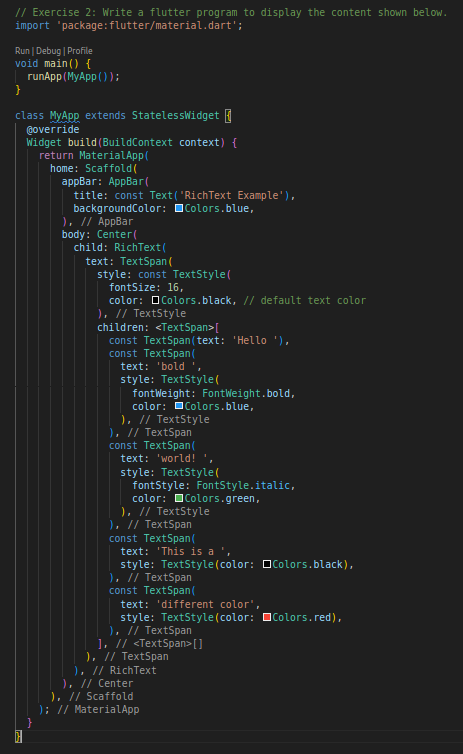 // Exercise 2: Write a flutter program to display the content shown below.
import 'package:flutter/material.dart';
Run | Debug | Profile
void main() {
  runApp(MyApp());
}
class MyApp extends StatelessWidget {
  @override
  Widget build(BuildContext context) {
    return MaterialApp(
      home: Scaffold(
        appBar: AppBar(
          title: const Text('RichText Example'),
          backgroundColor: Colors.blue,
        ), // AppBar
        body: Center(
          child: RichText(
            text: TextSpan(
              style: const TextStyle(
                fontSize: 16,
                color: Colors.black, // default text color
              ), // TextStyle
              children: <TextSpan>[
                const TextSpan(text: 'Hello '),
                const TextSpan(
                  text: 'bold ',
                  style: TextStyle(
                    fontWeight: FontWeight.bold,
                    color: Colors.blue,
                  ), // TextStyle
                ), // TextSpan
                const TextSpan(
                  text: 'world! ',
                  style: TextStyle(
                    fontStyle: FontStyle.italic,
                    color: Colors.green,
                  ), // TextStyle
                ), // TextSpan
                const TextSpan(
                  text: 'This is a ',
                  style: TextStyle(color: Colors.black),
                ), // TextSpan
                const TextSpan(
                  text: 'different color',
                  style: TextStyle(color: Colors.red),
                ), // TextSpan
              ], // <TextSpan>[]
            ), // TextSpan
          ), // RichText
        ), // Center
      ), // Scaffold
    ); // MaterialApp
  }
}